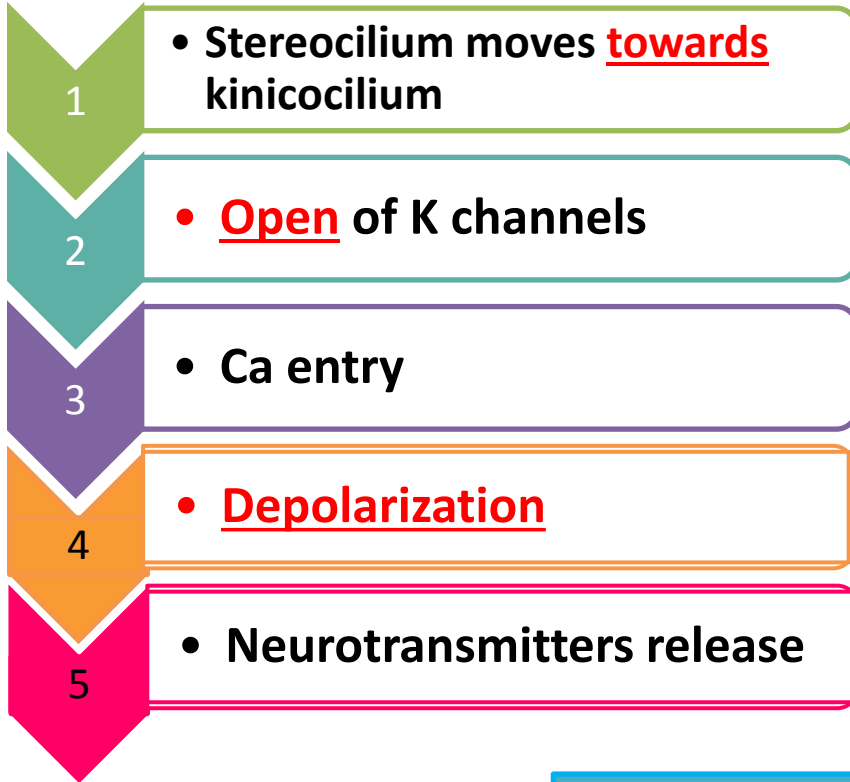 1
• Stereocilium moves towards
kinicocilium
2
• Open of K channels
3
• Ca entry
4
• Depolarization
5
• Neurotransmitters release